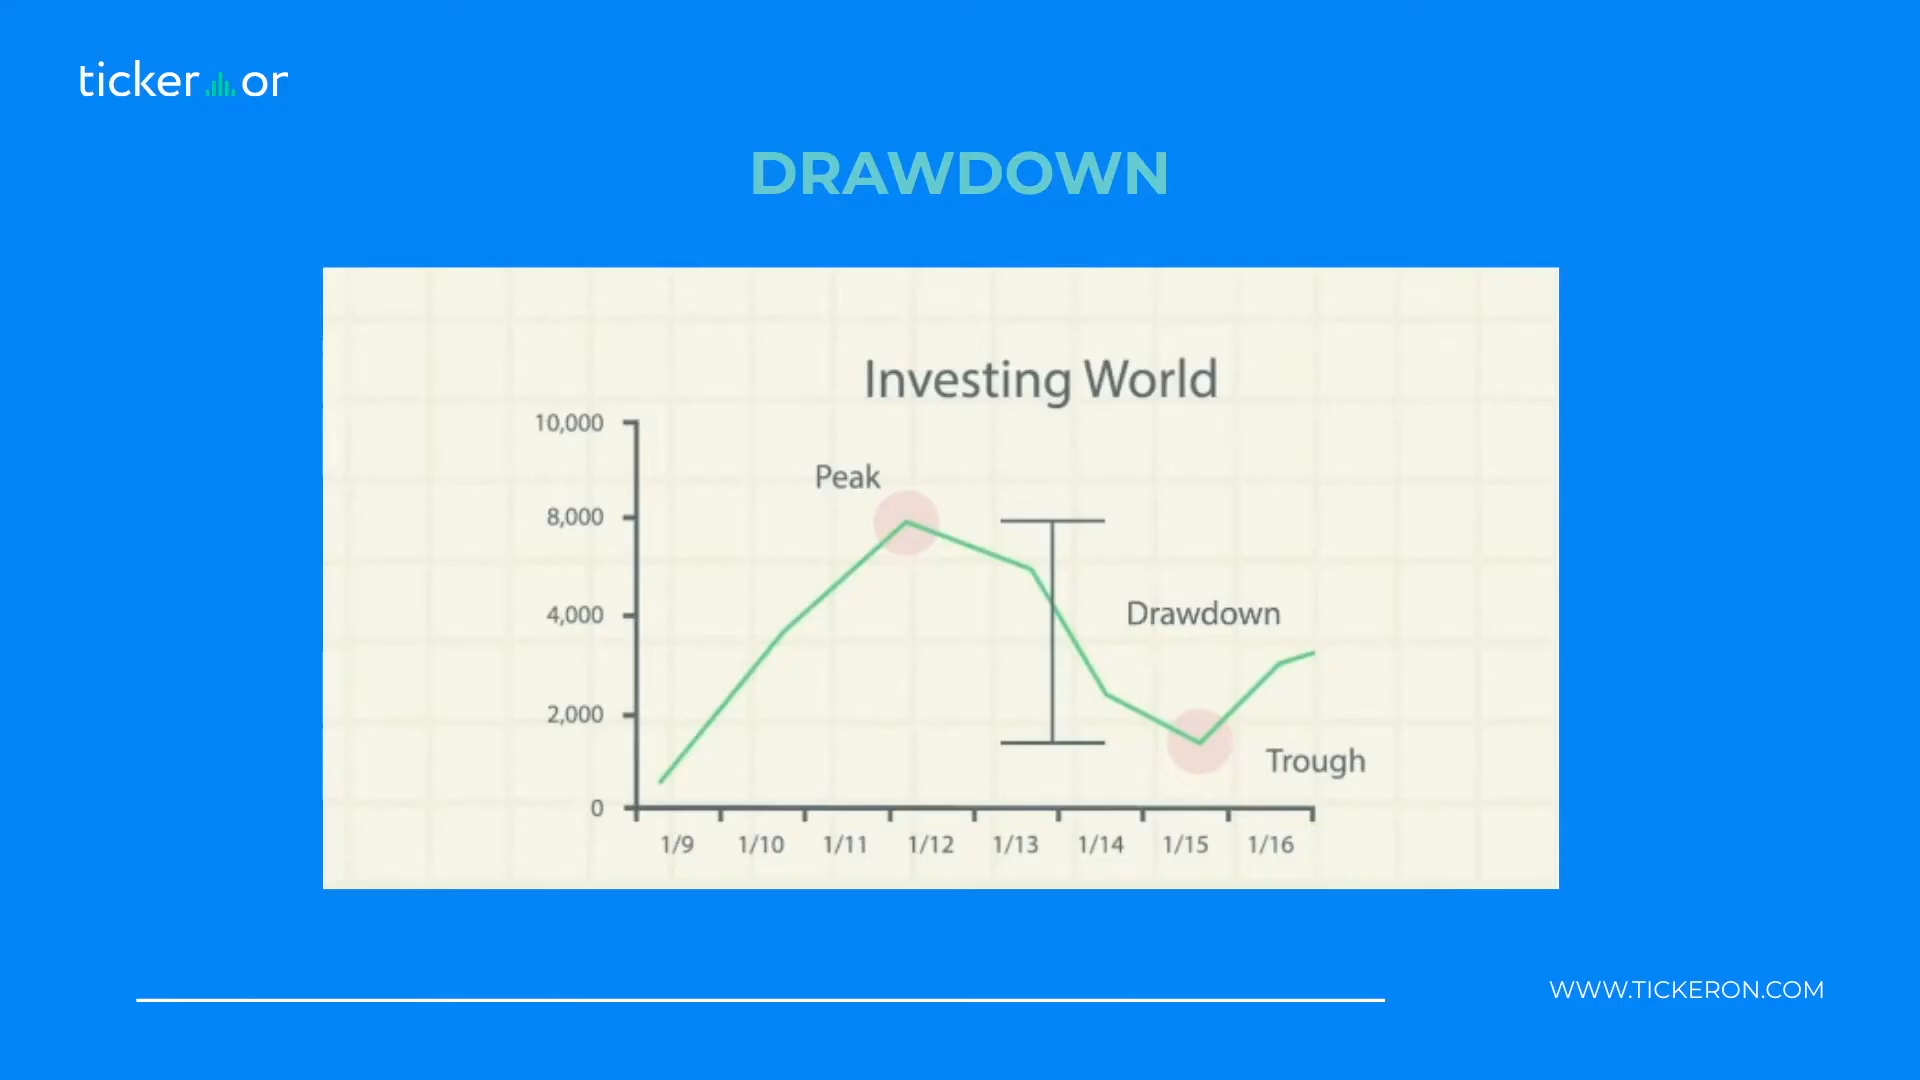 tickeron
DRAWDOWN
Investing World
10,000
Peak
8,000
4,000
Drawdown
2,000
Trough
0
1/9 1/10 1/11 1/12 1/13 1/14 1/15 1/16
WWW.TICKERON.COM